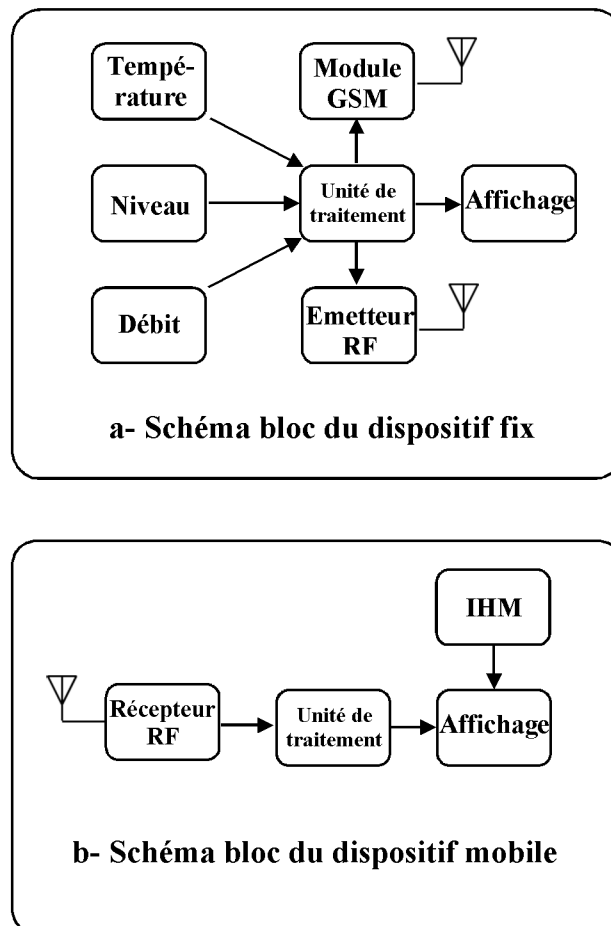 Tempé-
rature
Module
GSM
Niveau
Unité de
traitement
Affichage
Débit
Emetteur
RF
a- Schéma bloc du dispositif fix
IHM
Récepteur
RF
Unité de
traitement
Affichage
b- Schéma bloc du dispositif mobile